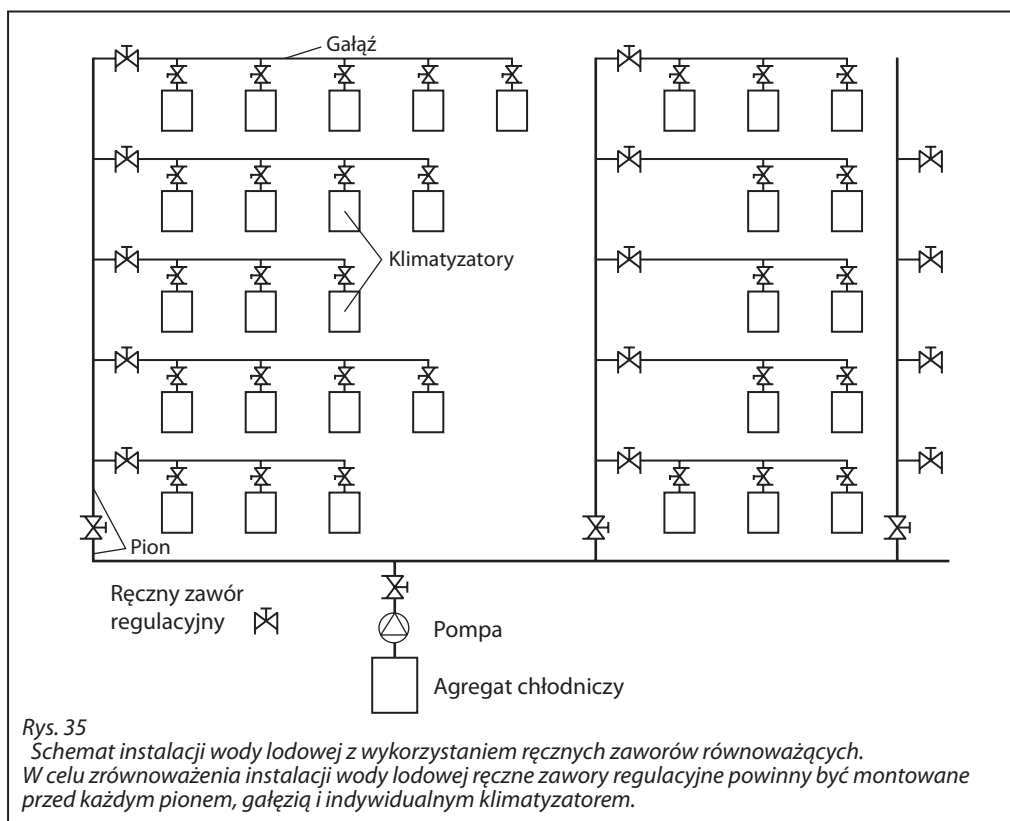 Gałąź
Klimatyzatory
Pion
Ręczny zawór
regulacyjny
Pompa
Agregat chłodniczy
Rys. 35
Schemat instalacji wody lodowej z wykorzystaniem ręcznych zaworów równoważących.
W celu zrównoważenia instalacji wody lodowej ręczne zawory regulacyjne powinny być montowane
przed każdym pionem, gałęzią i indywidualnym klimatyzatorem.